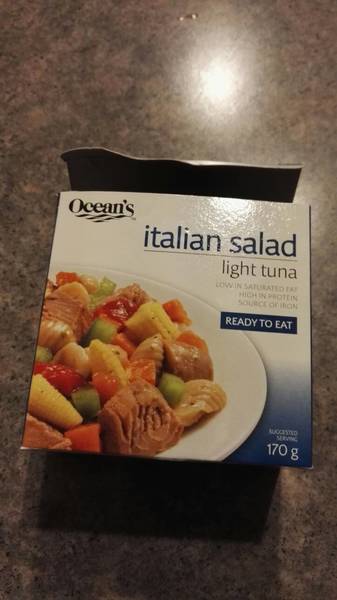 Ocean's
italian salad
light tuna
LOW IN SATURATED FAT
HIGH IN PROTEIN
SOURCE OF IRON
READY TO EAT
SUGGESTED
SERVING
170 g